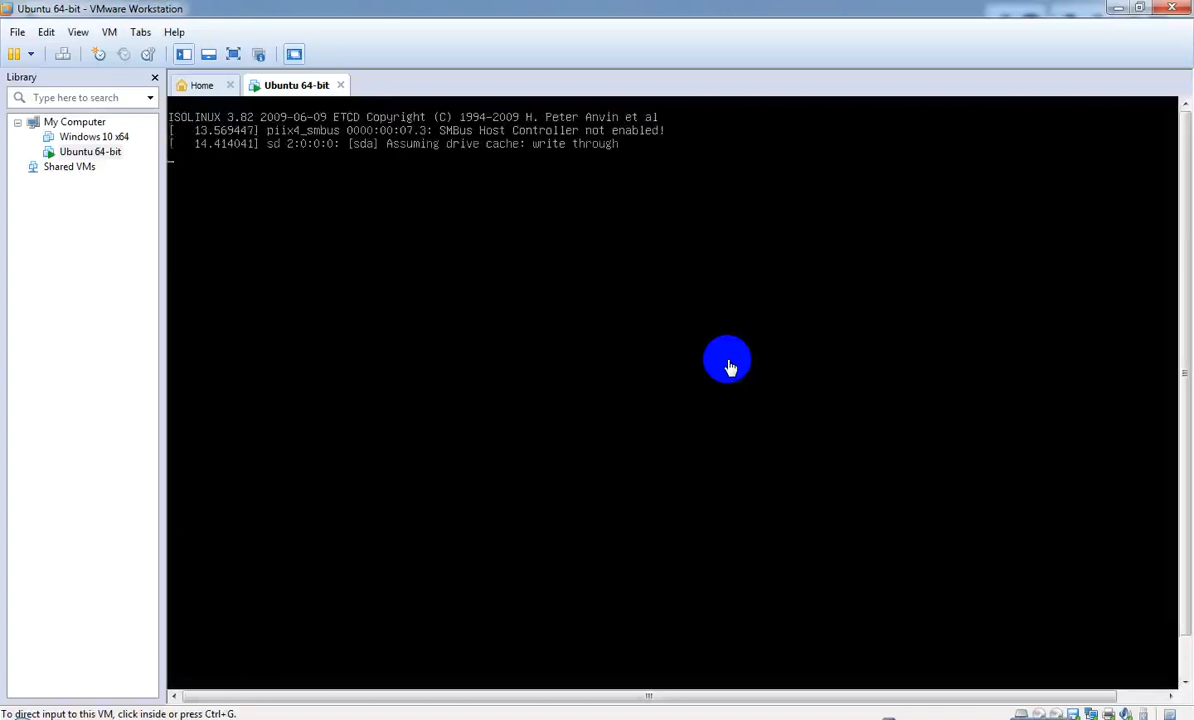 Ubuntu 64-bit - VMware Workstation
File Edit View VM Tabs Help
Library
Type here to search
My Computer
Windows 10 x64
Ubuntu 64-bit
Shared VMs
Home
Ubuntu 64-bit
ISOLINUX 3.82 2009-06-09 ETCD Copyright (C) 1994-2009 H. Peter Anvin et al
[   13.569447] piix4_smbus 0000:00:07.3: SMBus Host Controller not enabled!
[   14.414041] sd 2:0:0:0: [sda] Assuming drive cache: write through
To direct input to this VM, click inside or press Ctrl+G.